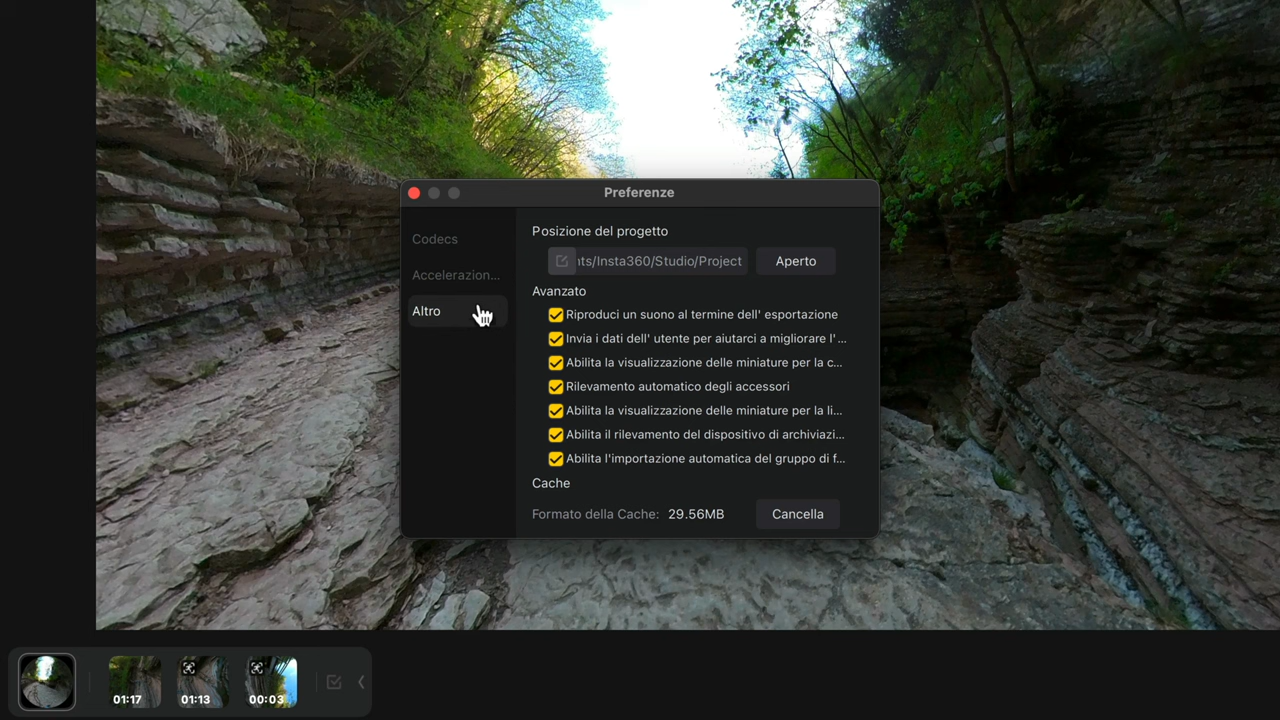 Preferenze
Codecs
Accelerazion...
Altro
Posizione del progetto
nts/Insta360/Studio/Project
Aperto
Avanzato
Riproduci un suono al termine dell' esportazione
Invia i dati dell' utente per aiutarci a migliorare l'...
Abilita la visualizzazione delle miniature per la c...
Rilevamento automatico degli accessori
Abilita la visualizzazione delle miniature per la li...
Abilita il rilevamento del dispositivo di archiviazi...
Abilita l'importazione automatica del gruppo di f...
Cache
Formato della Cache: 29.56MB
Cancella
01:17
01:13
00:03